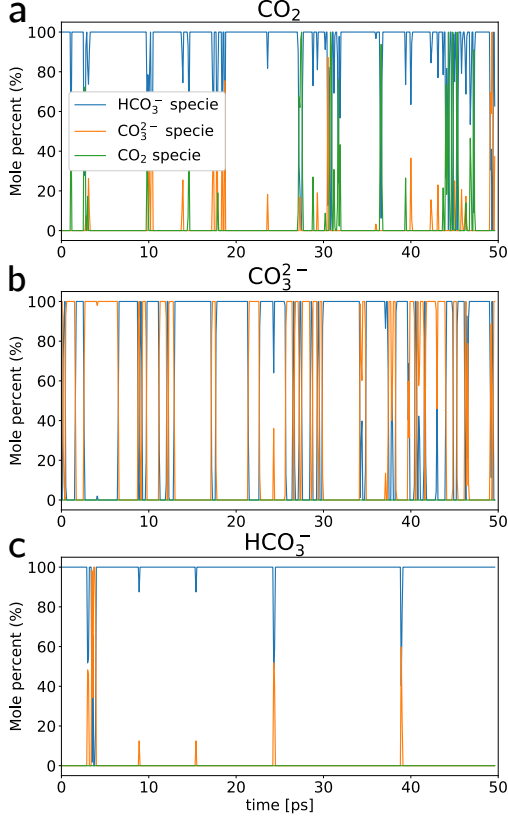 a
CO₂
Mole percent (%)
100
80
60
40
20
0
HCO₃⁻ specie
CO₃²⁻ specie
CO₂ specie
0 10 20 30 40 50
b
CO₃²⁻
Mole percent (%)
100
80
60
40
20
0
0 10 20 30 40 50
c
HCO₃⁻
Mole percent (%)
100
80
60
40
20
0
0 10 20 30 40 50
time [ps]